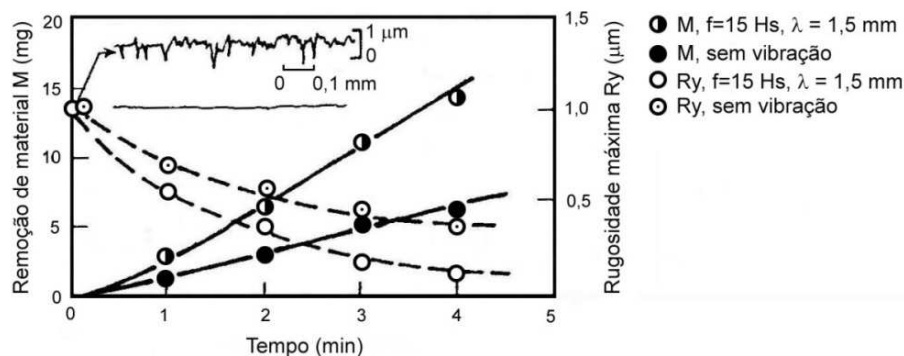 Remoção de material M (mg)
20
15
10
5
0
1 μm
0
0
0,1 mm
0
1
2
3
4
5
Tempo (min)
1,5
1,0
0,5
0
Rugosidade máxima Ry (μm)
M, f=15 Hs, λ = 1,5 mm
M, sem vibração
Ry, f=15 Hs, λ = 1,5 mm
Ry, sem vibração